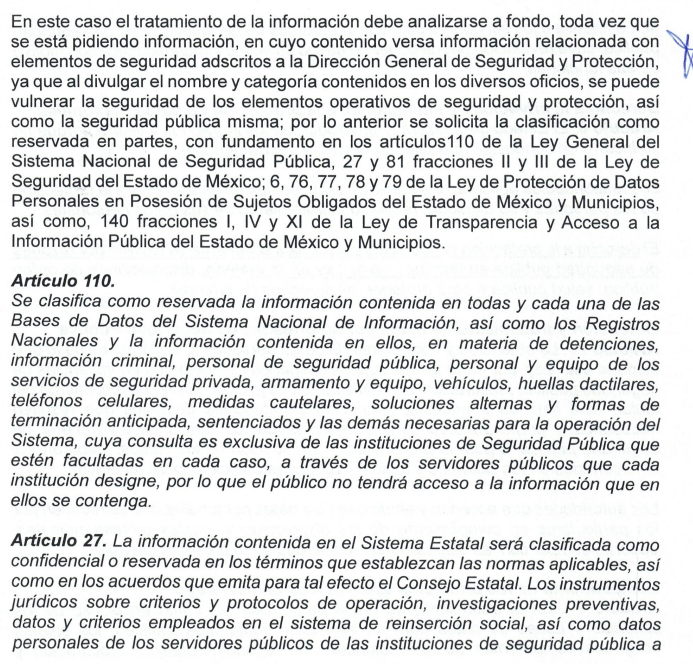 En este caso el tratamiento de la información debe analizarse a fondo, toda vez que
se está pidiendo información, en cuyo contenido versa información relacionada con
elementos de seguridad adscritos a la Dirección General de Seguridad y Protección,
ya que al divulgar el nombre y categoría contenidos en los diversos oficios, se puede
vulnerar la seguridad de los elementos operativos de seguridad y protección, así
como la seguridad pública misma; por lo anterior se solicita la clasificación como
reservada en partes, con fundamento en los artículos110 de la Ley General del
Sistema Nacional de Seguridad Pública, 27 y 81 fracciones II y III de la Ley de
Seguridad del Estado de México; 6, 76, 77, 78 y 79 de la Ley de Protección de Datos
Personales en Posesión de Sujetos Obligados del Estado de México y Municipios,
así como, 140 fracciones I, IV y XI de la Ley de Transparencia y Acceso a la
Información Pública del Estado de México y Municipios.
Artículo 110.
Se clasifica como reservada la información contenida en todas y cada una de las
Bases de Datos del Sistema Nacional de Información, así como los Registros
Nacionales y la información contenida en ellos, en materia de detenciones,
información criminal, personal de seguridad pública, personal y equipo de los
servicios de seguridad privada, armamento y equipo, vehículos, huellas dactilares,
teléfonos celulares, medidas cautelares, soluciones alternas y formas de
terminación anticipada, sentenciados y las demás necesarias para la operación del
Sistema, cuya consulta es exclusiva de las instituciones de Seguridad Pública que
estén facultadas en cada caso, a través de los servidores públicos que cada
institución designe, por lo que el público no tendrá acceso a la información que en
ellos se contenga.
Artículo 27. La información contenida en el Sistema Estatal será clasificada como
confidencial o reservada en los términos que establezcan las normas aplicables, así
como en los acuerdos que emita para tal efecto el Consejo Estatal. Los instrumentos
jurídicos sobre criterios y protocolos de operación, investigaciones preventivas,
datos y criterios empleados en el sistema de reinserción social, así como datos
personales de los servidores públicos de las instituciones de seguridad pública a